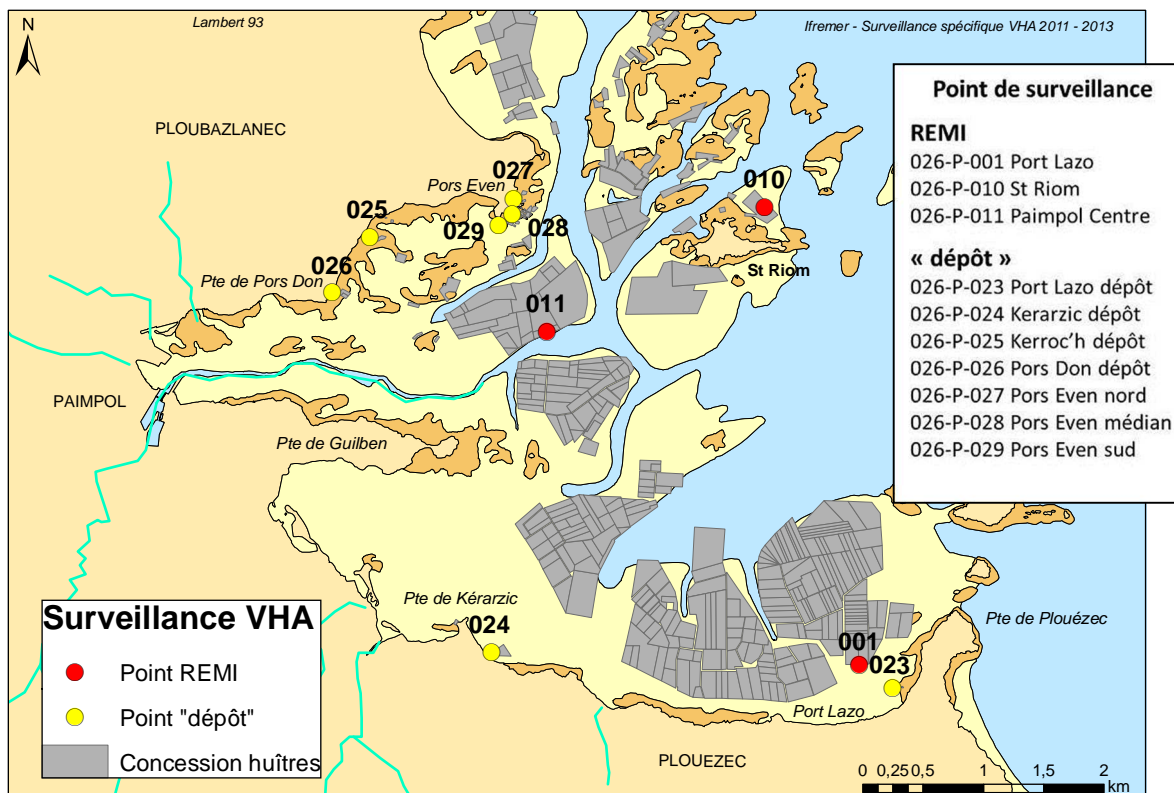 N
Lambert 93
Ifremer - Surveillance spécifique VHA 2011 - 2013
Point de surveillance
REMI
026-P-001 Port Lazo
026-P-010 St Riom
026-P-011 Paimpol Centre
« dépôt »
026-P-023 Port Lazo dépôt
026-P-024 Kerarzic dépôt
026-P-025 Kerroc'h dépôt
026-P-026 Pors Don dépôt
026-P-027 Pors Even nord
026-P-028 Pors Even médian
026-P-029 Pors Even sud
PLOUBAZLANEC
027
Pors Even
010
025
029
028
026
Pte de Pors Don
St Riom
011
PAIMPOL
Pte de Guilben
Pte de Kérarzic
024
Pte de Plouézec
001
023
Port Lazo
PLOUEZEC
Surveillance VHA
Point REMI
Point "dépôt"
Concession huîtres
0 0,25 0,5 1 1,5 2
km